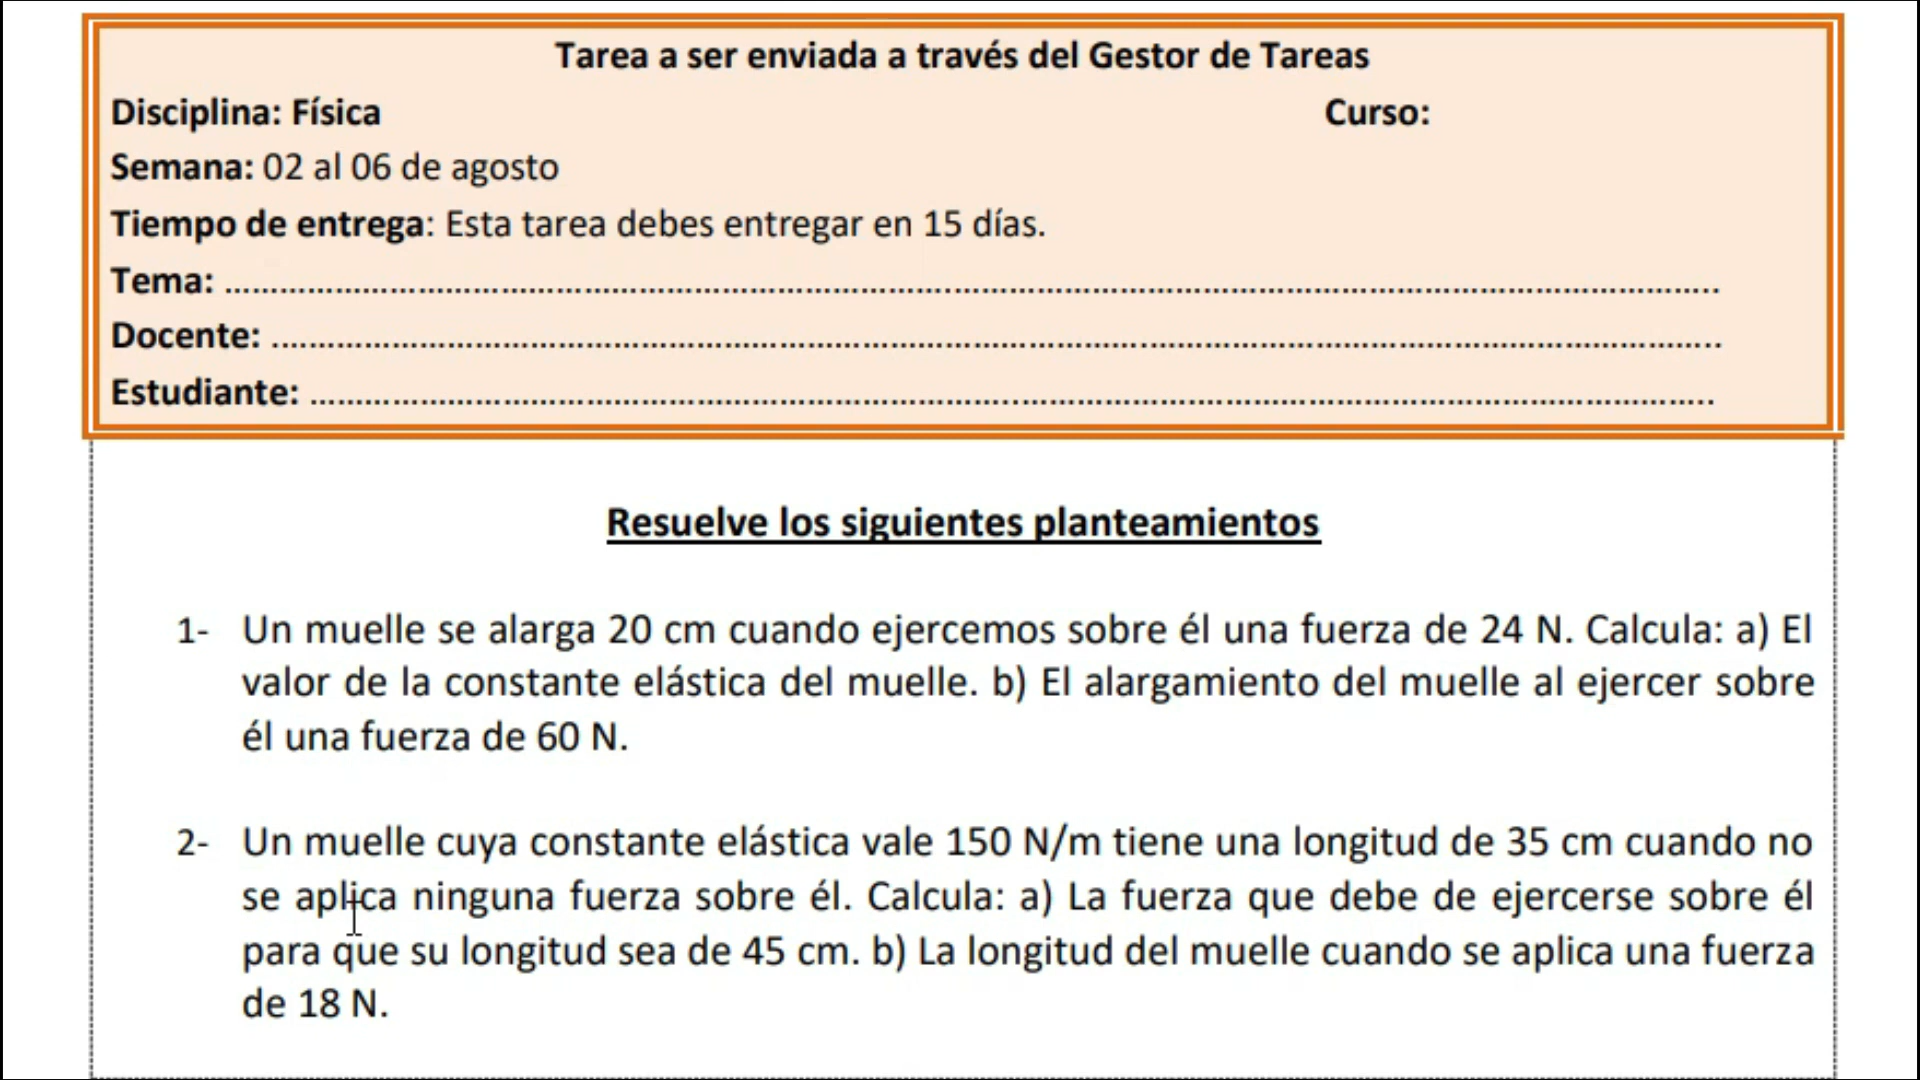 Tarea a ser enviada a través del Gestor de Tareas
Disciplina: Física Curso:
Semana: 02 al 06 de agosto
Tiempo de entrega: Esta tarea debes entregar en 15 días.
Tema: ……………………………………………………………………………………………………………………
Docente: …………………………………………………………………………………………………………………
Estudiante: ………………………………………………………………………………………………………………
Resuelve los siguientes planteamientos
1- Un muelle se alarga 20 cm cuando ejercemos sobre él una fuerza de 24 N. Calcula: a) El
valor de la constante elástica del muelle. b) El alargamiento del muelle al ejercer sobre
él una fuerza de 60 N.
2- Un muelle cuya constante elástica vale 150 N/m tiene una longitud de 35 cm cuando no
se aplica ninguna fuerza sobre él. Calcula: a) La fuerza que debe de ejercerse sobre él
para que su longitud sea de 45 cm. b) La longitud del muelle cuando se aplica una fuerza
de 18 N.